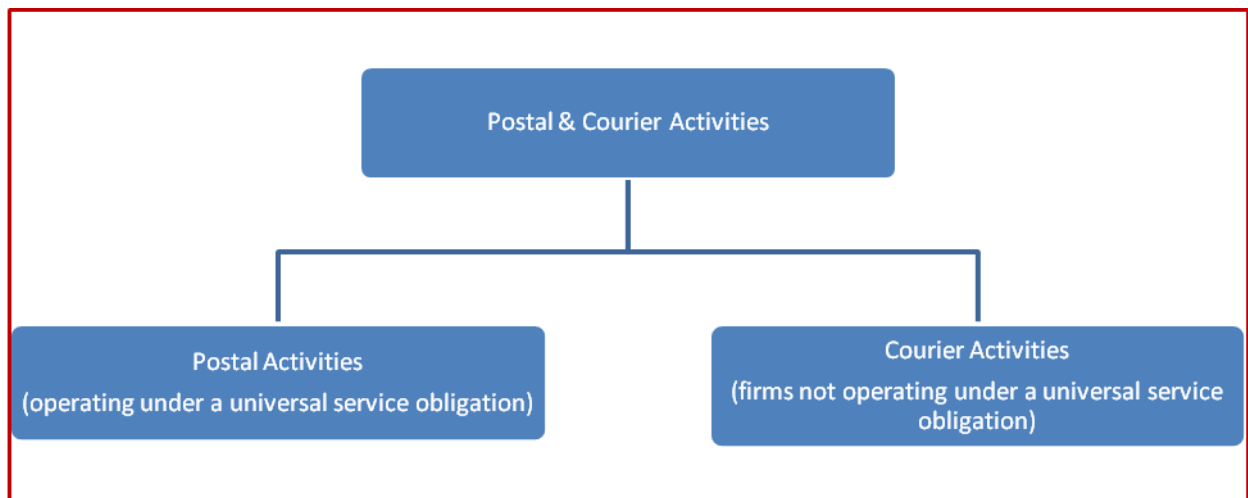 Postal & Courier Activities
Postal Activities
(operating under a universal service obligation)
Courier Activities
(firms not operating under a universal service
obligation)